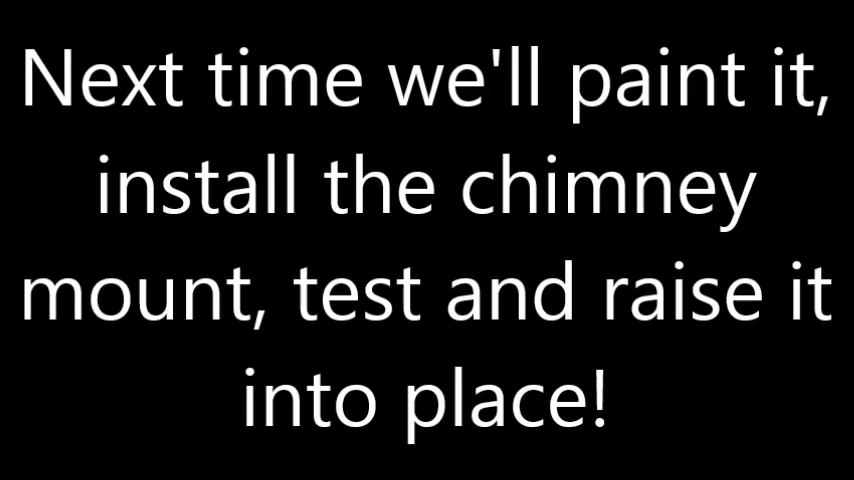 Next time we'll paint it,
install the chimney
mount, test and raise it
into place!